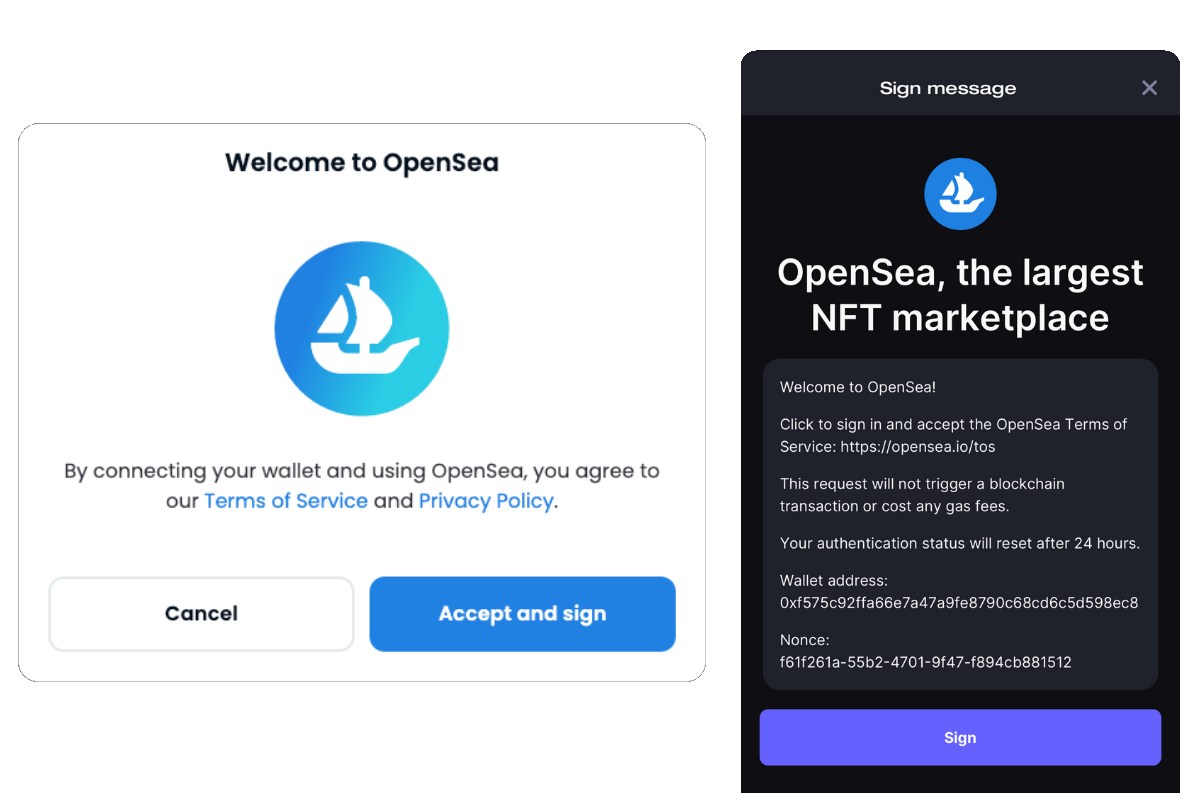 Welcome to OpenSea
By connecting your wallet and using OpenSea, you agree to
our Terms of Service and Privacy Policy.
Cancel
Accept and sign
Sign message
OpenSea, the largest
NFT marketplace
Welcome to OpenSea!
Click to sign in and accept the OpenSea Terms of
Service: https://opensea.io/tos
This request will not trigger a blockchain
transaction or cost any gas fees.
Your authentication status will reset after 24 hours.
Wallet address:
0xf575c92ffa66e7a47a9fe8790c68cd6c5d598ec8
Nonce:
f61f261a-55b2-4701-9f47-f894cb881512
Sign